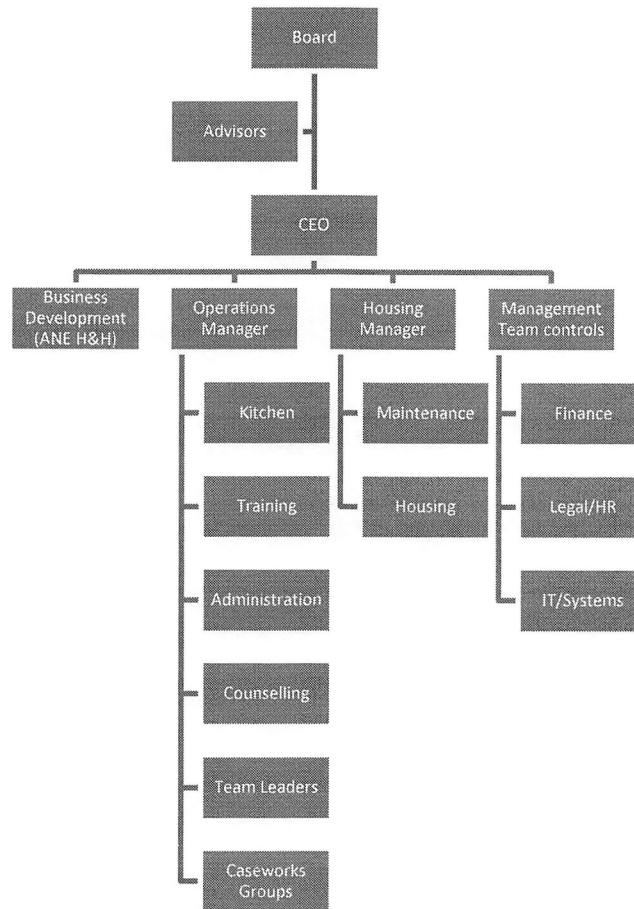 Board
Advisors
CEO
Business
Development
(ANE H&H)
Operations
Manager
Housing
Manager
Management
Team controls
Kitchen
Maintenance
Finance
Training
Housing
Legal/HR
Administration
IT/Systems
Counselling
Team Leaders
Caseworks
Groups